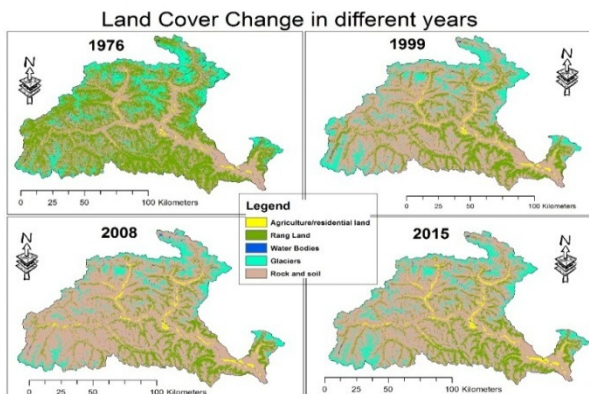 Land Cover Change in different years
1976
N
0 25 50 100 Kilometers
1999
N
0 25 50 100 Kilometers
Legend
Agriculture/residential land
Rang Land
Water Bodies
Glaciers
Rock and soil
2008
N
0 25 50 100 Kilometers
2015
N
0 25 50 100 Kilometers